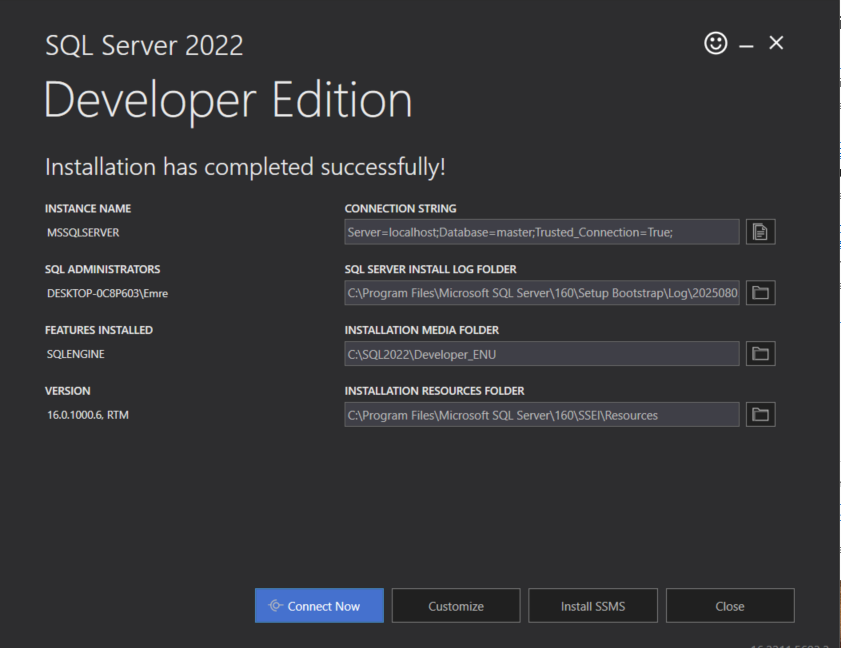 SQL Server 2022
Developer Edition
Installation has completed successfully!
INSTANCE NAME
MSSQLSERVER
CONNECTION STRING
Server=localhost;Database=master;Trusted_Connection=True;
SQL ADMINISTRATORS
DESKTOP-0C8P603\Emre
SQL SERVER INSTALL LOG FOLDER
C:\Program Files\Microsoft SQL Server\160\Setup Bootstrap\Log\2025080
FEATURES INSTALLED
SQLENGINE
INSTALLATION MEDIA FOLDER
C:\SQL2022\Developer_ENU
VERSION
16.0.1000.6, RTM
INSTALLATION RESOURCES FOLDER
C:\Program Files\Microsoft SQL Server\160\SSEI\Resources
Connect Now
Customize
Install SSMS
Close